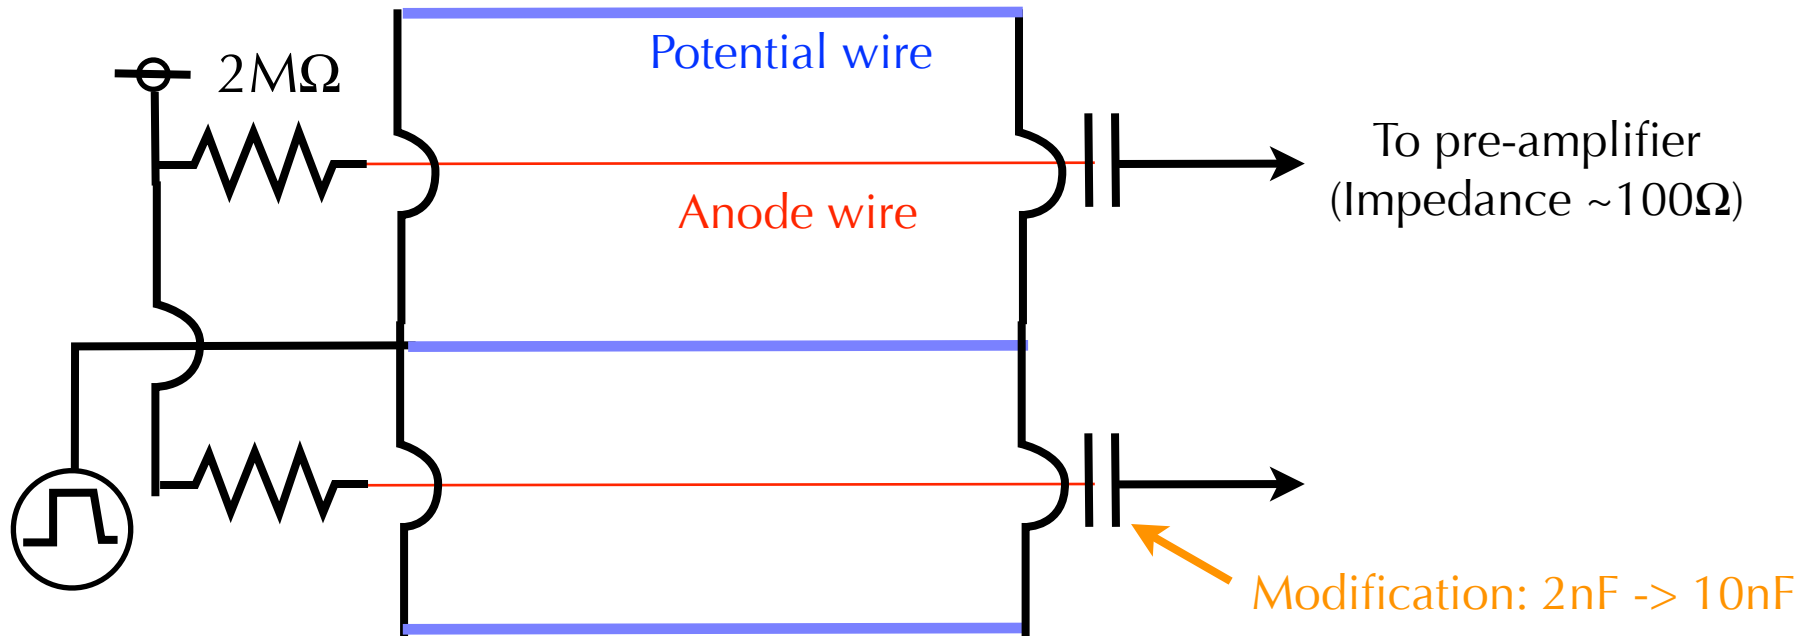 Potential wire
2MΩ
To pre-amplifier
(Impedance ~100Ω)
Anode wire
Modification: 2nF -> 10nF